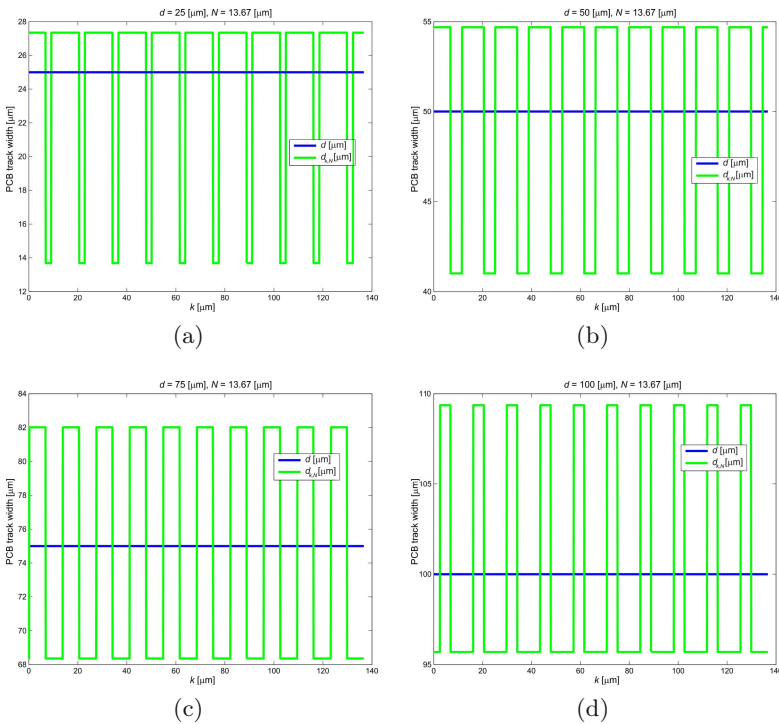 d = 25 [μm], N = 13.67 [μm]
PCB track width [μm]
28
26
24
22
20
18
16
14
12
d [μm]
dk,N [μm]
0 20 40 60 80 100 120 140
k [μm]
(a)
d = 50 [μm], N = 13.67 [μm]
PCB track width [μm]
55
50
45
40
d [μm]
dk,N [μm]
0 20 40 60 80 100 120 140
k [μm]
(b)
d = 75 [μm], N = 13.67 [μm]
PCB track width [μm]
84
82
80
78
76
74
72
70
68
d [μm]
dk,N [μm]
0 20 40 60 80 100 120 140
k [μm]
(c)
d = 100 [μm], N = 13.67 [μm]
PCB track width [μm]
110
105
100
95
d [μm]
dk,N [μm]
0 20 40 60 80 100 120 140
k [μm]
(d)